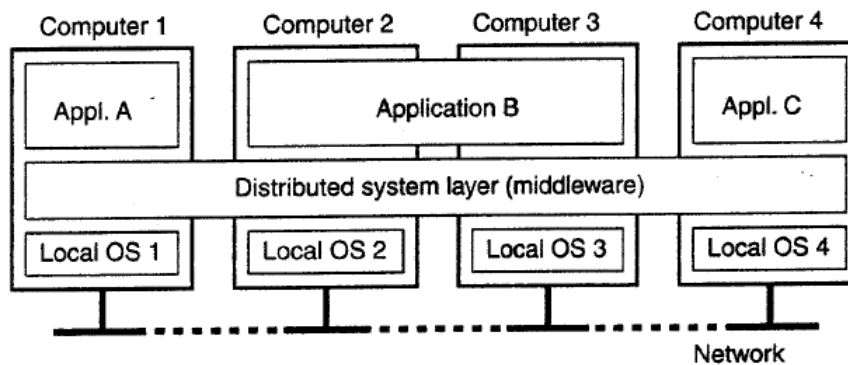 Computer 1
Computer 2
Computer 3
Computer 4
Appl. A
Application B
Appl. C
Distributed system layer (middleware)
Local OS 1
Local OS 2
Local OS 3
Local OS 4
Network